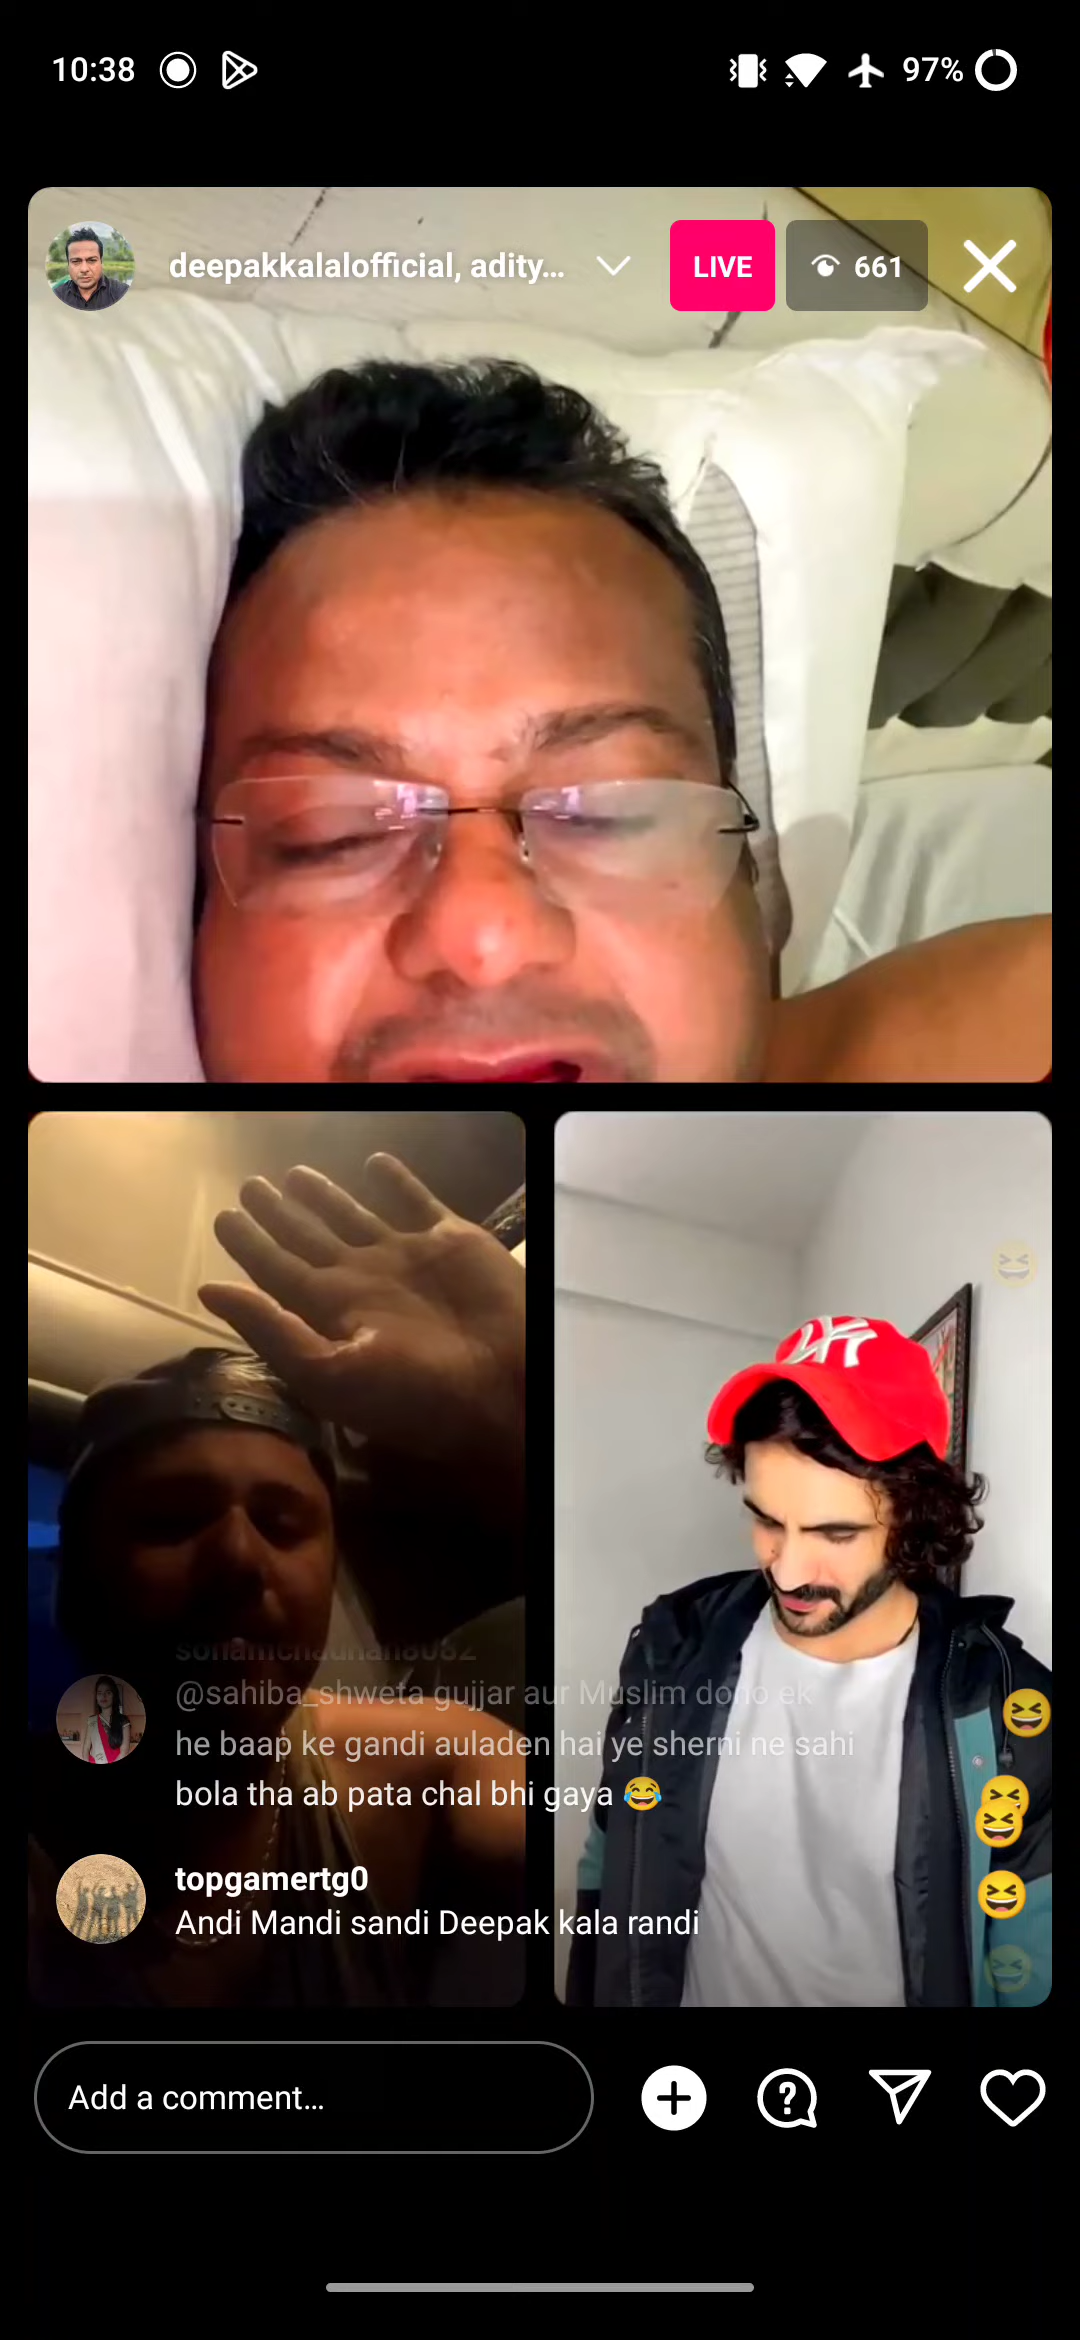 10:38
97%
deepakkalalofficial, adity...
LIVE
661
sonamchauhan8082
@sahiba_shweta gujjar aur Muslim dono ek
he baap ke gandi auladen hai ye sherni ne sahi
bola tha ab pata chal bhi gaya 😂
topgamertg0
Andi Mandi sandi Deepak kala randi
Add a comment...